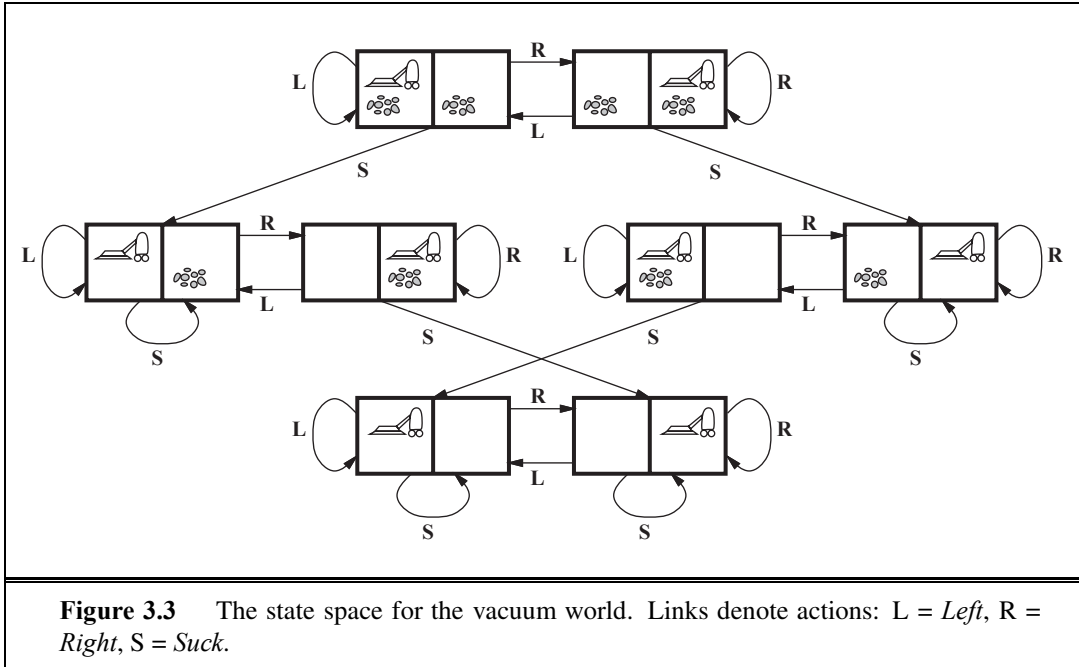 R
L
R
L
S
S
R
R
L
R
L
R
L
L
S
S
S
S
R
L
R
L
S
S
Figure 3.3 The state space for the vacuum world. Links denote actions: L = Left, R =
Right, S = Suck.